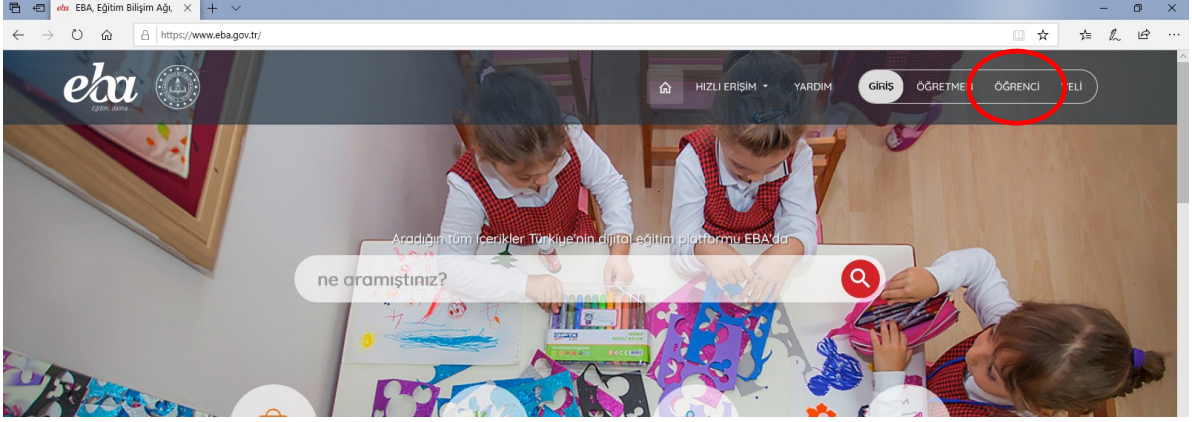 eba EBA, Eğitim Bilişim Ağı,
https://www.eba.gov.tr/
eba
Eğitim, daima...
HIZLI ERİŞİM
YARDIM
GİRİŞ
ÖĞRETMEN
ÖĞRENCİ
VELİ
Aradığın tüm içerikler Türkiye'nin dijital eğitim platformu EBA'da
ne aramıştınız?